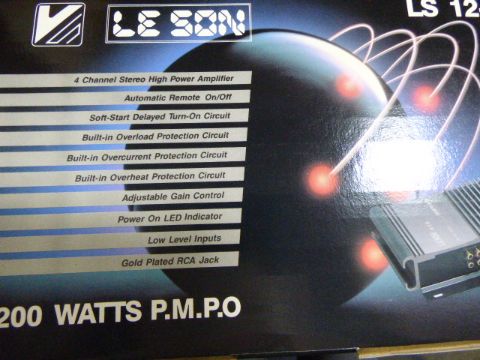 LE SON
LS 12
4 Channel Stereo High Power Amplifier
Automatic Remote On/Off
Soft-Start Delayed Turn-On Circuit
Built-in Overload Protection Circuit
Built-in Overcurrent Protection Circuit
Built-in Overheat Protection Circuit
Adjustable Gain Control
Power On LED Indicator
Low Level Inputs
Gold Plated RCA Jack
200 WATTS P.M.P.O